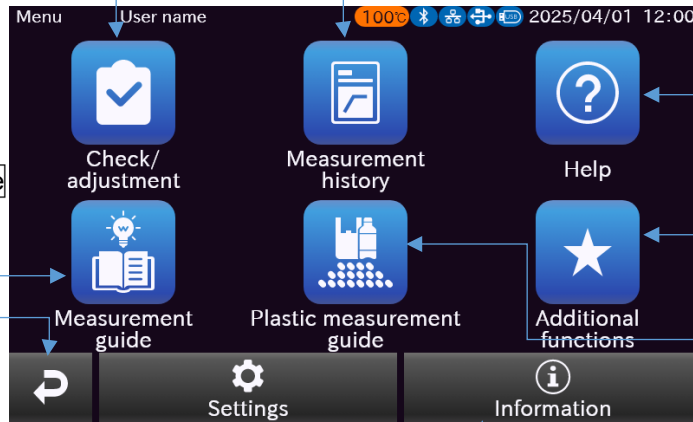 Menu User name 100℃ USB 2025/04/01 12:00
Check/ Measurement Help
adjustment history
e
Measurement Plastic measurement Additional
guide guide functions
Settings Information